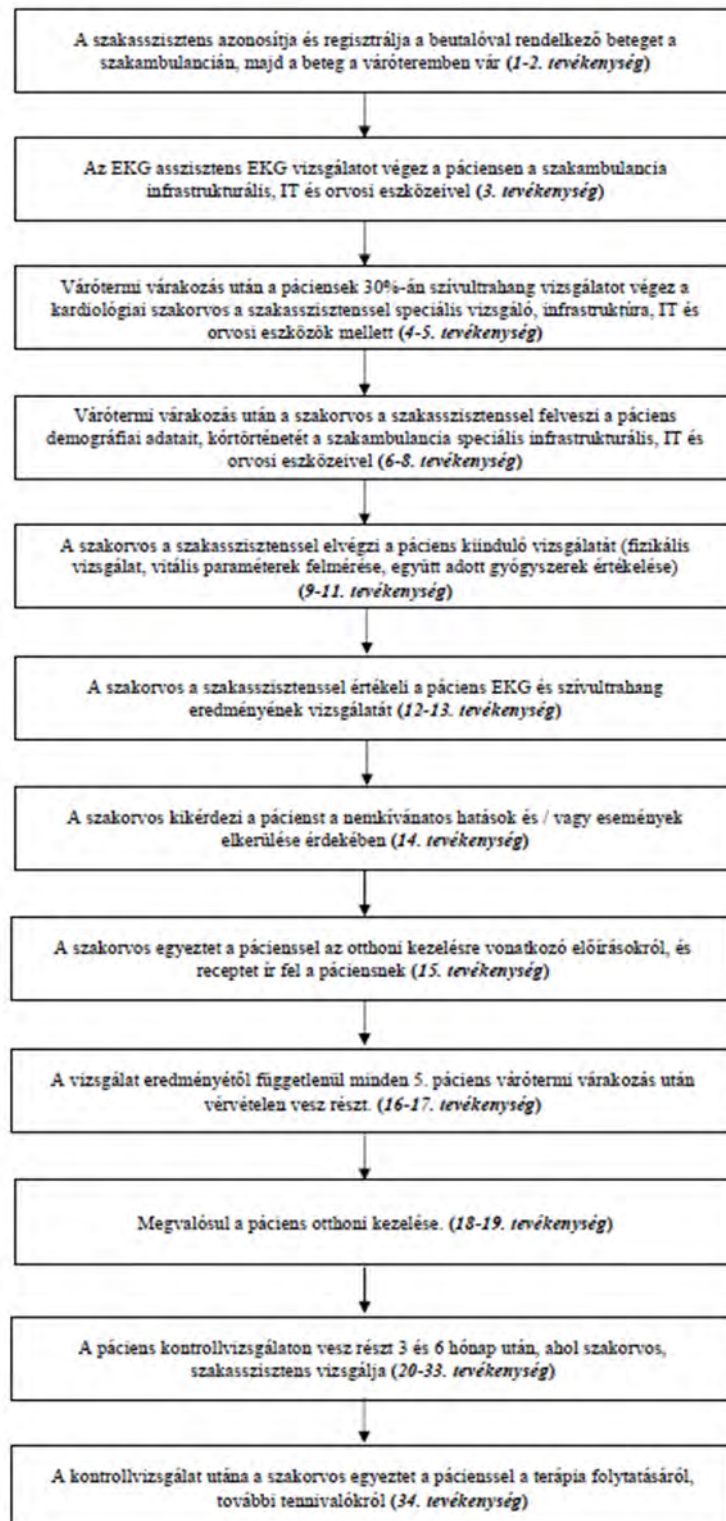 A szakasszisztens azonosítja és regisztrálja a beutalóval rendelkező beteget a
szakambulancián, majd a beteg a váróteremben vár (1-2. tevékenység)
Az EKG asszisztens EKG vizsgálatot végez a páciensen a szakambulancia
infrastrukturális, IT és orvosi eszközeivel (3. tevékenység)
Várótermi várakozás után a páciensek 30%-án szívultrahang vizsgálatot végez a
kardiológiai szakorvos a szakasszisztenssel speciális vizsgáló, infrastruktúra, IT és
orvosi eszközök mellett (4-5. tevékenység)
Várótermi várakozás után a szakorvos a szakasszisztenssel felveszi a páciens
demográfiai adatait, kórtörténetét a szakambulancia speciális infrastrukturális, IT és
orvosi eszközeivel (6-8. tevékenység)
A szakorvos a szakasszisztenssel elvégzi a páciens kiinduló vizsgálatát (fizikális
vizsgálat, vitális paraméterek felmérése, együtt adott gyógyszerek értékelése)
(9-11. tevékenység)
A szakorvos a szakasszisztenssel értékeli a páciens EKG és szívultrahang
eredményének vizsgálatát (12-13. tevékenység)
A szakorvos kikérdezi a pácienst a nemkívánatos hatások és / vagy események
elkerülése érdekében (14. tevékenység)
A szakorvos egyeztet a pácienssel az otthoni kezelésre vonatkozó előírásokról, és
receptet ír fel a páciensnek (15. tevékenység)
A vizsgálat eredményétől függetlenül minden 5. páciens várótermi várakozás után
vérvételen vesz részt. (16-17. tevékenység)
Megvalósul a páciens otthoni kezelése. (18-19. tevékenység)
A páciens kontrollvizsgálaton vesz részt 3 és 6 hónap után, ahol szakorvos,
szakasszisztens vizsgálja (20-33. tevékenység)
A kontrollvizsgálat utána a szakorvos egyeztet a pácienssel a terápia folytatásáról,
további tennivalókról (34. tevékenység)